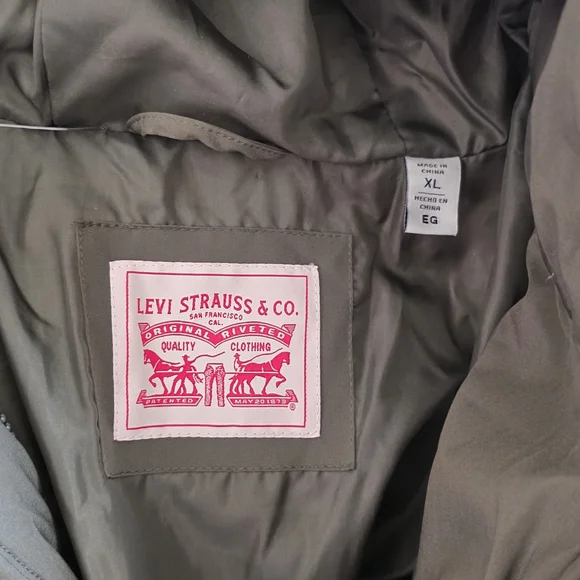 MADE IN
CHINA
XL
HECHO EN
CHINA
EG
LEVI STRAUSS & CO.
SAN FRANCISCO
CAL.
ORIGINAL RIVETED
QUALITY CLOTHING
PATENTED MAY 20 1873
®